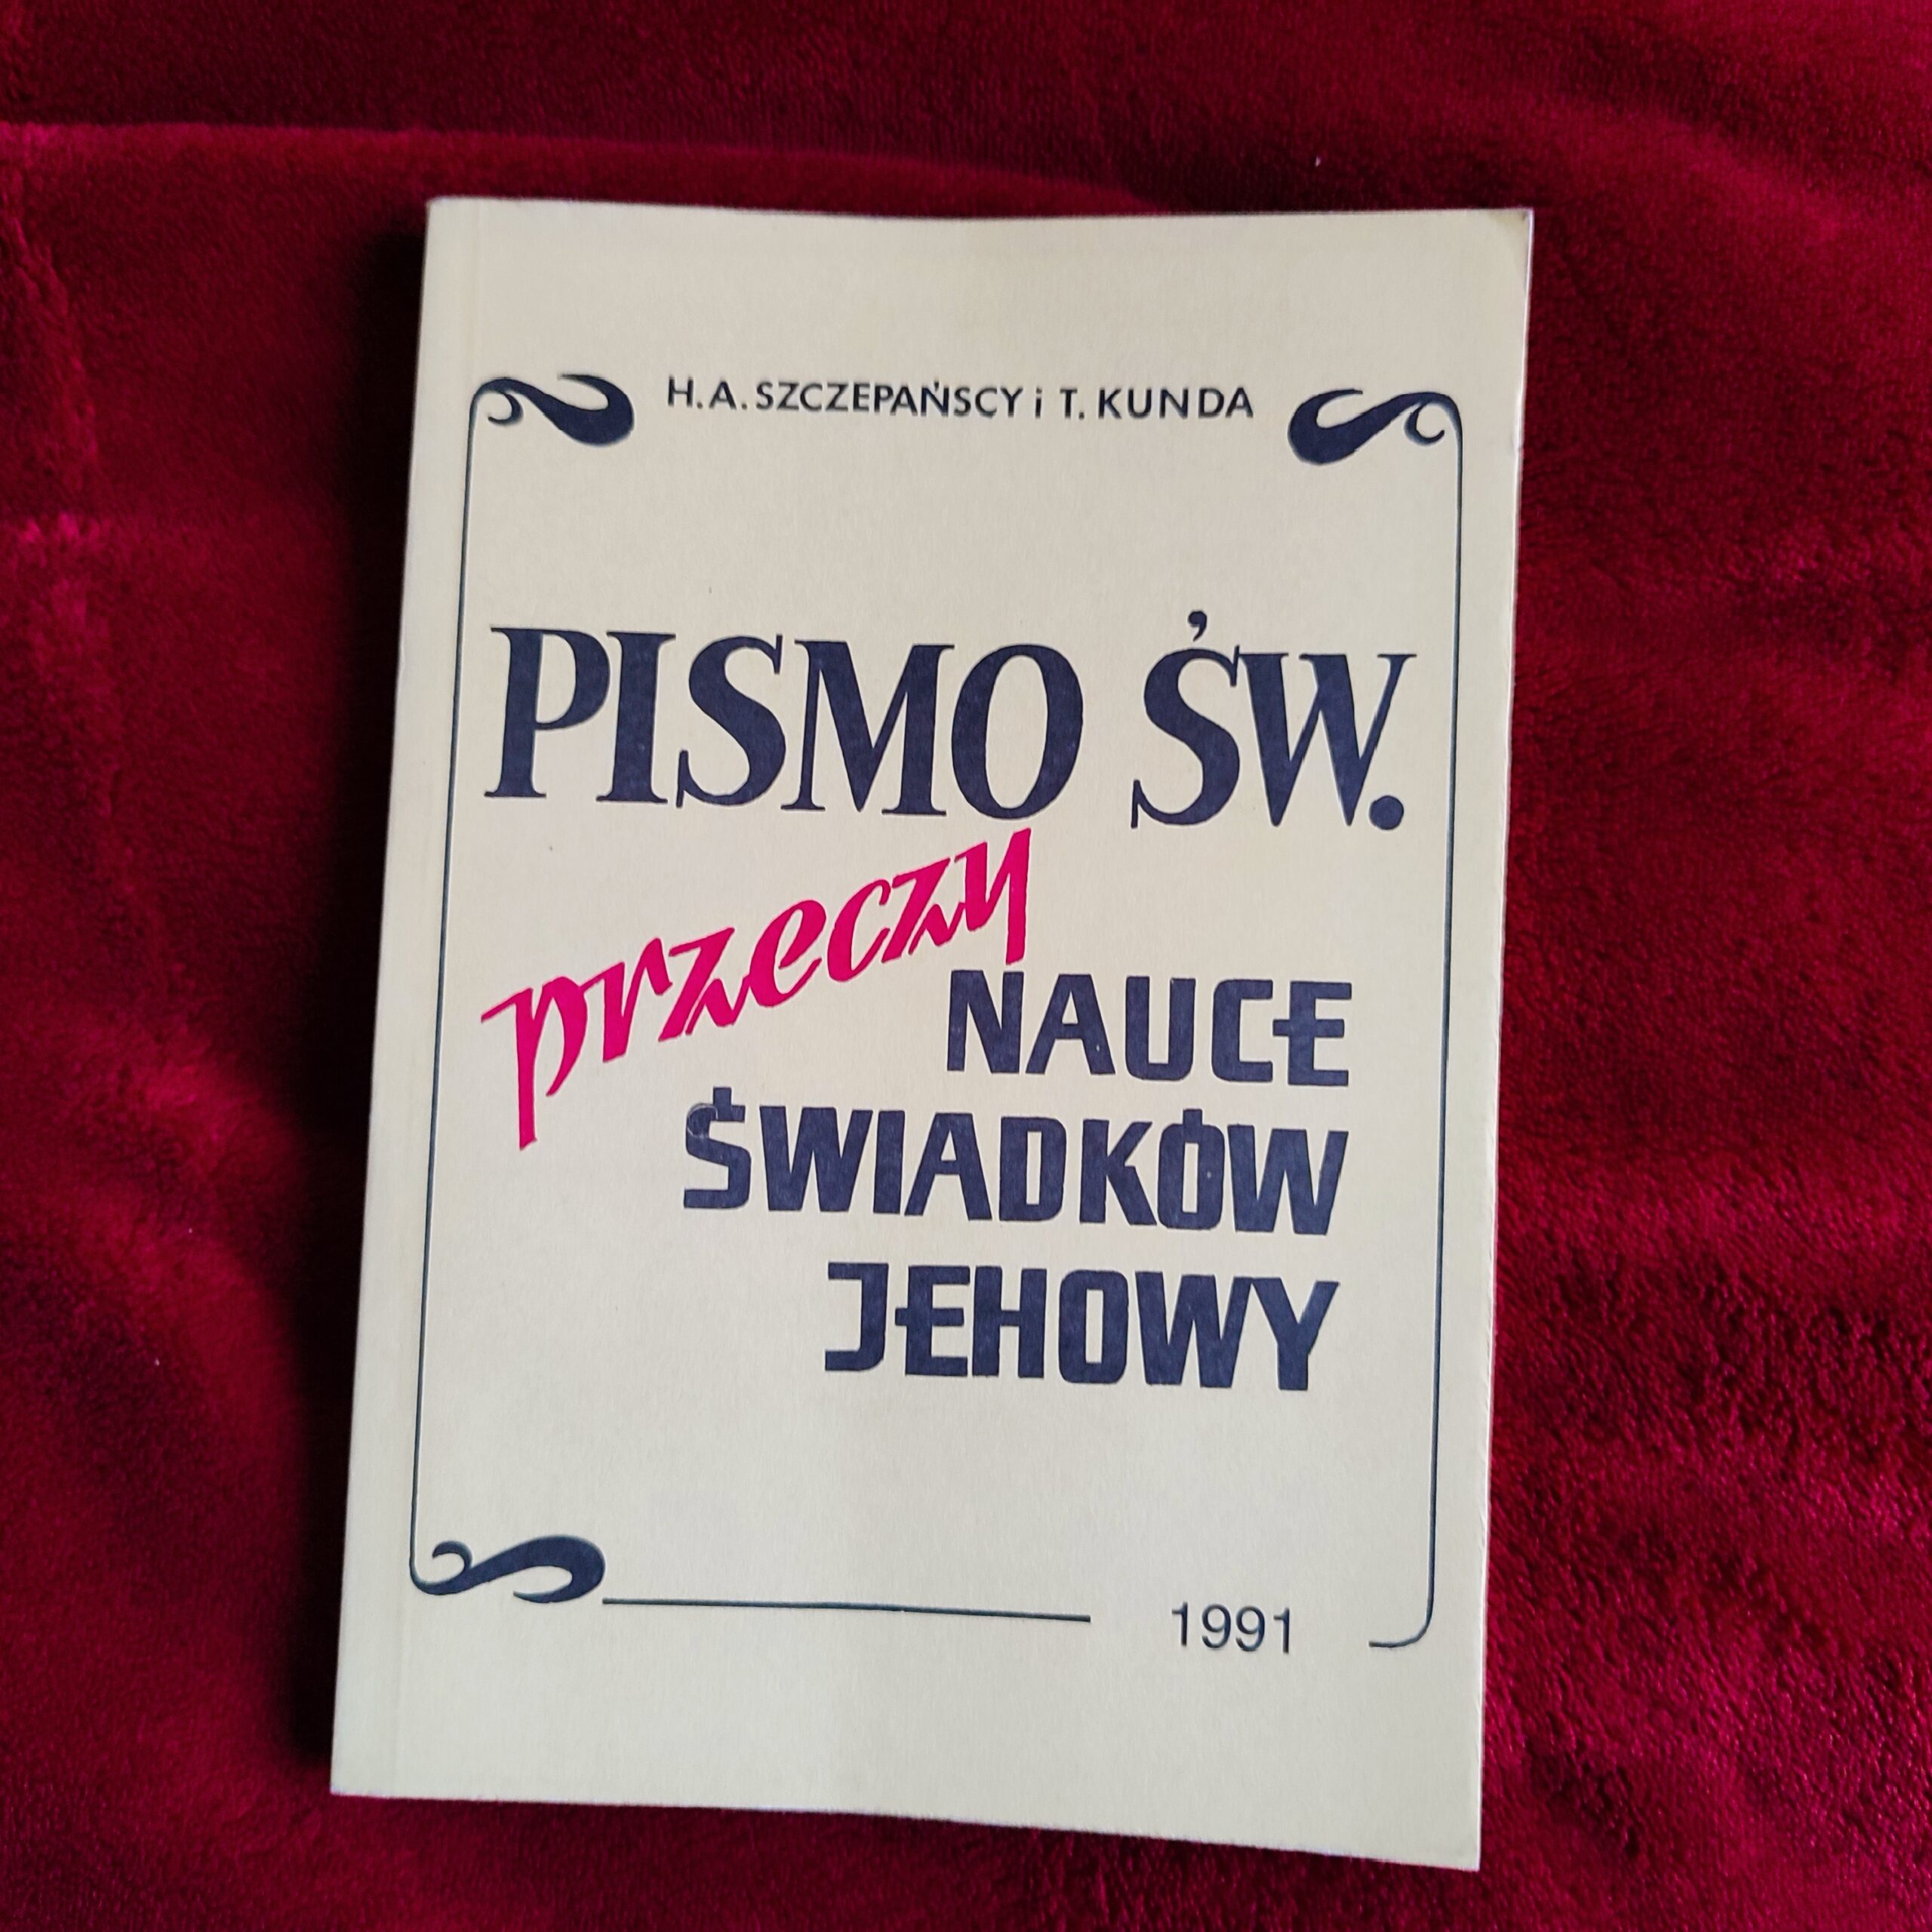 H. A. SZCZEPAŃSCY i T. KUNDA
PISMO ŚW.
przeczy
NAUCE
ŚWIADKÓW
JEHOWY
1991